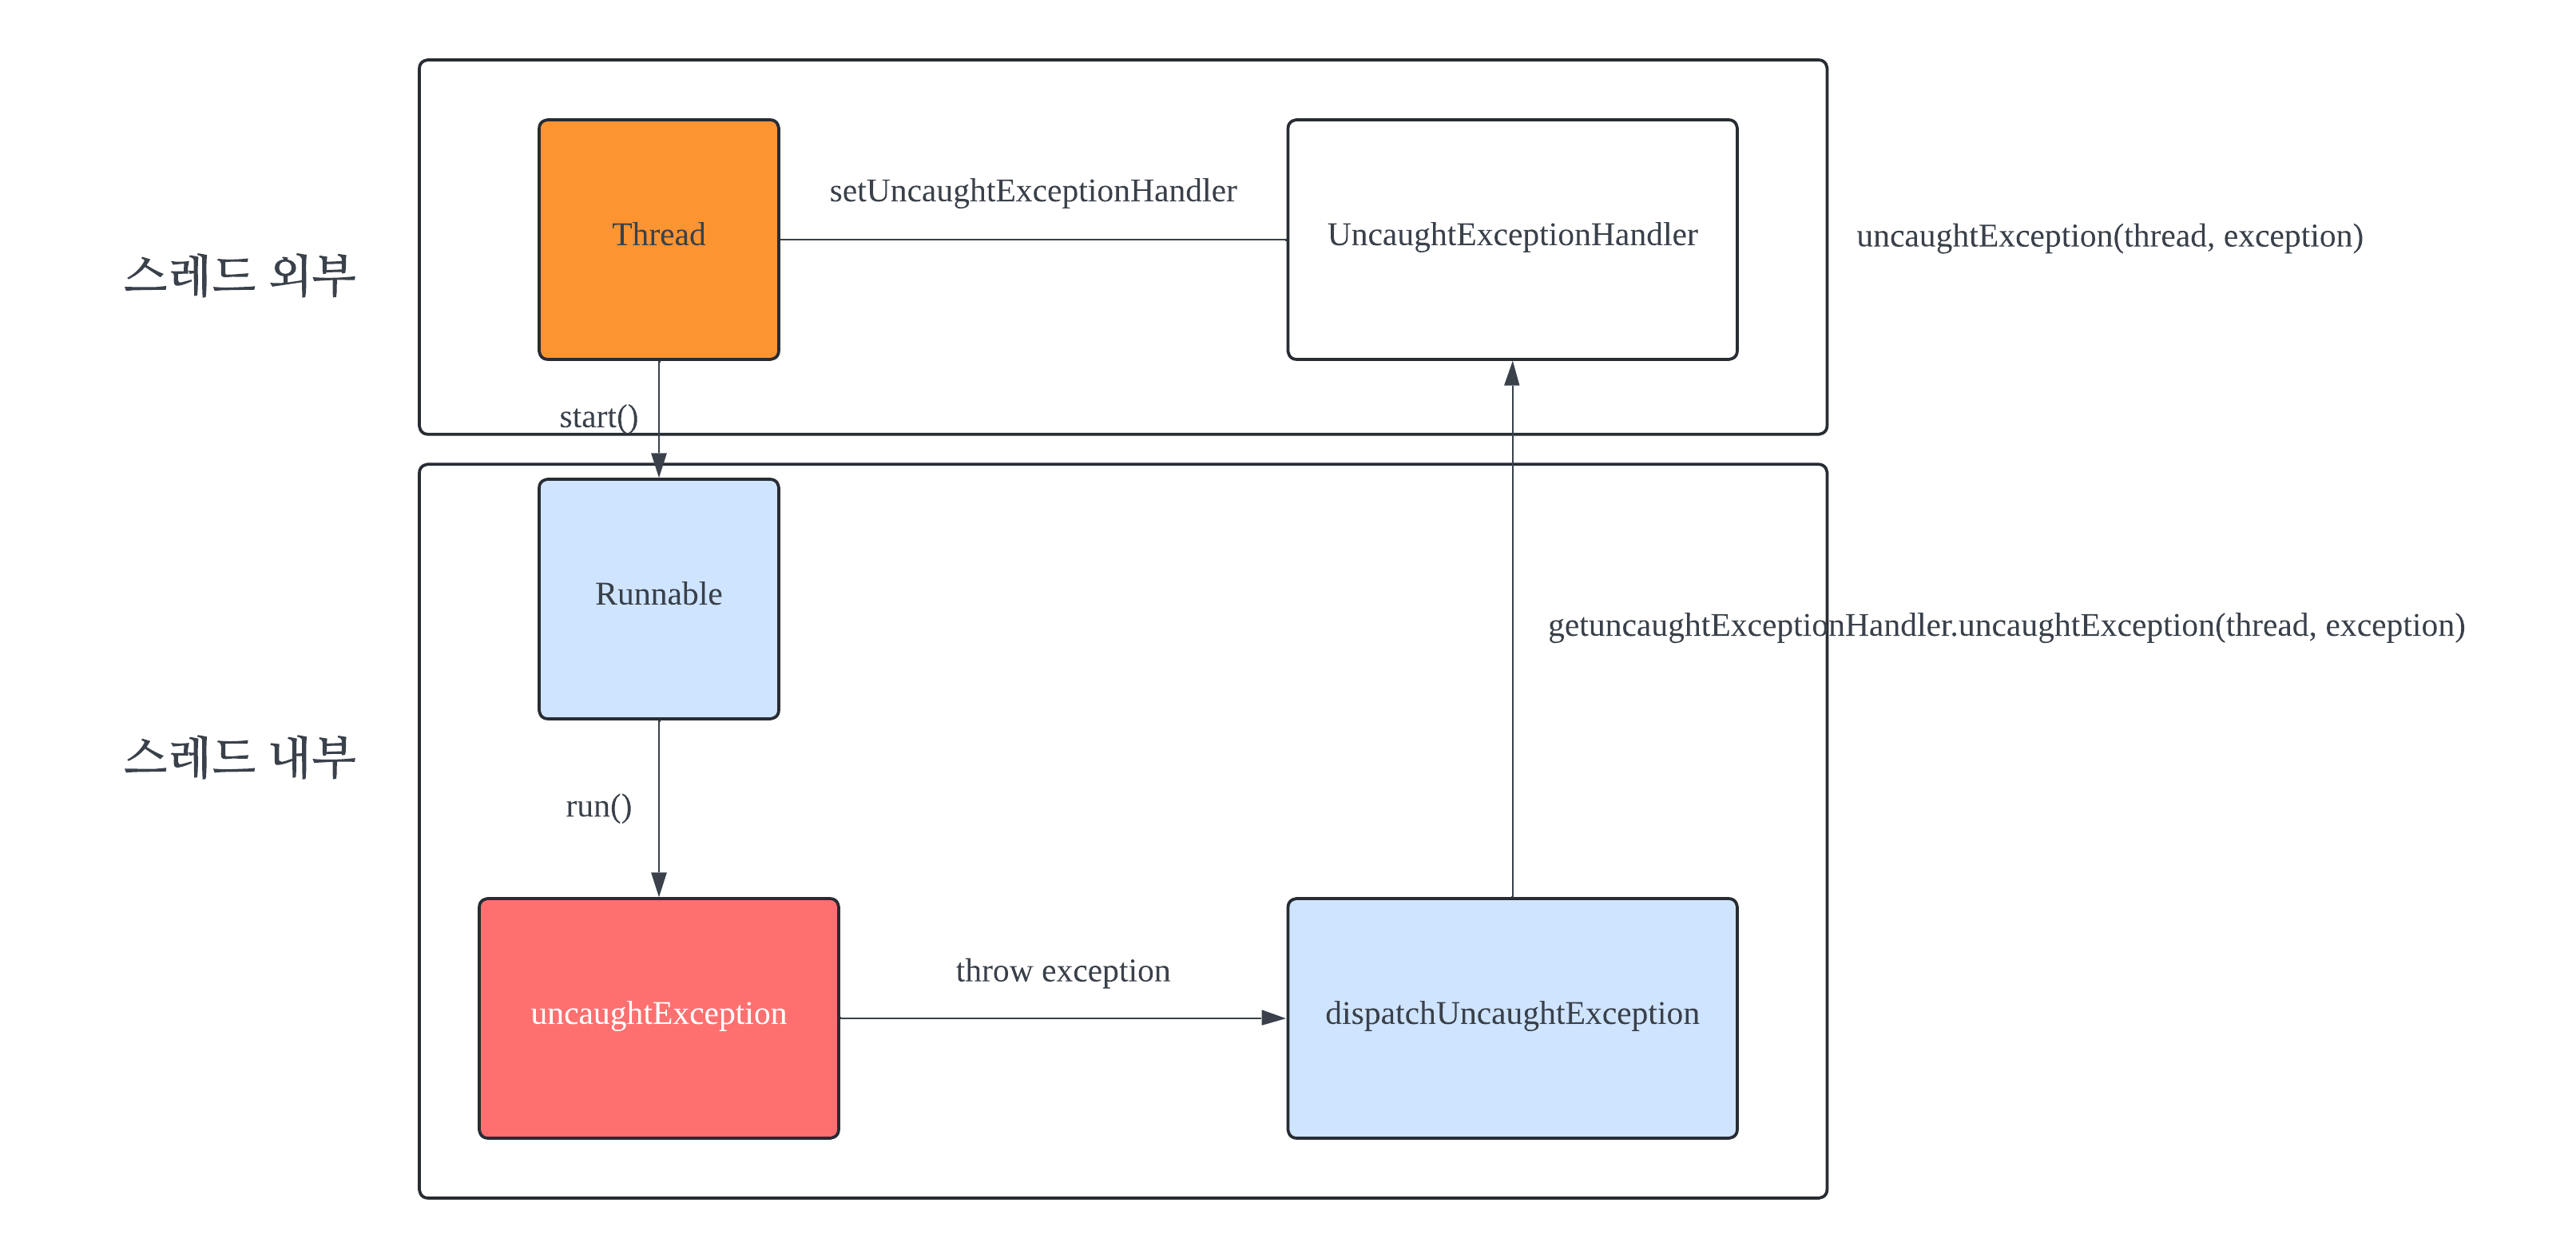 setUncaughtExceptionHandler
Thread
UncaughtExceptionHandler
uncaughtException(thread, exception)
스레드 외부
start()
Runnable
getuncaughtExceptionHandler.uncaughtException(thread, exception)
스레드 내부
run()
throw exception
uncaughtException
dispatchUncaughtException